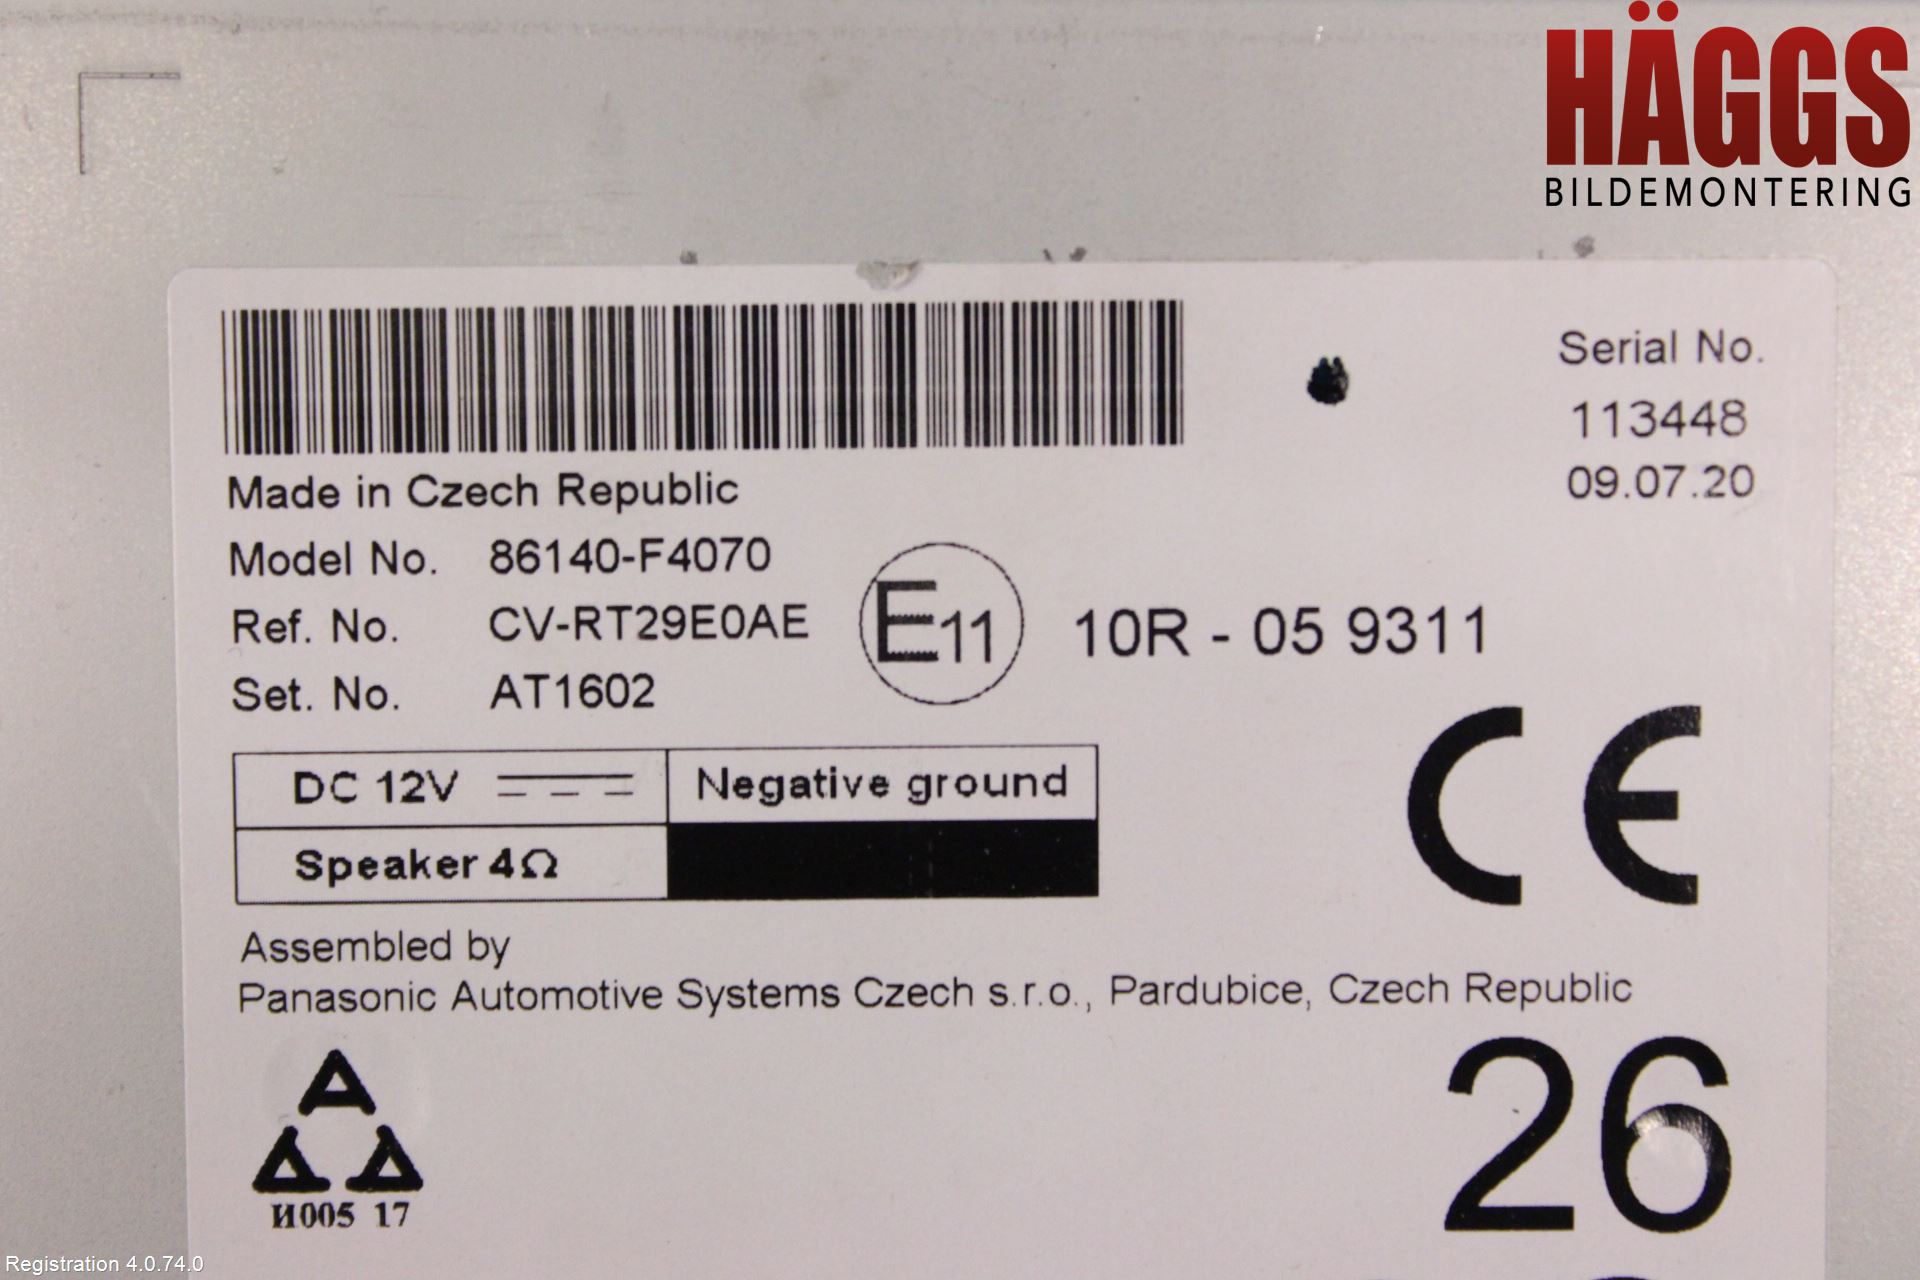 HÄGGS
BILDEMONTERING
Serial No.
113448
09.07.20
Made in Czech Republic
Model No. 86140-F4070
Ref. No. CV-RT29E0AE
Set. No. AT1602
E11 10R - 05 9311
DC 12V
Negative ground
Speaker 4Ω
CE
Assembled by
Panasonic Automotive Systems Czech s.r.o., Pardubice, Czech Republic
И005 17
26
Registration 4.0.74.0